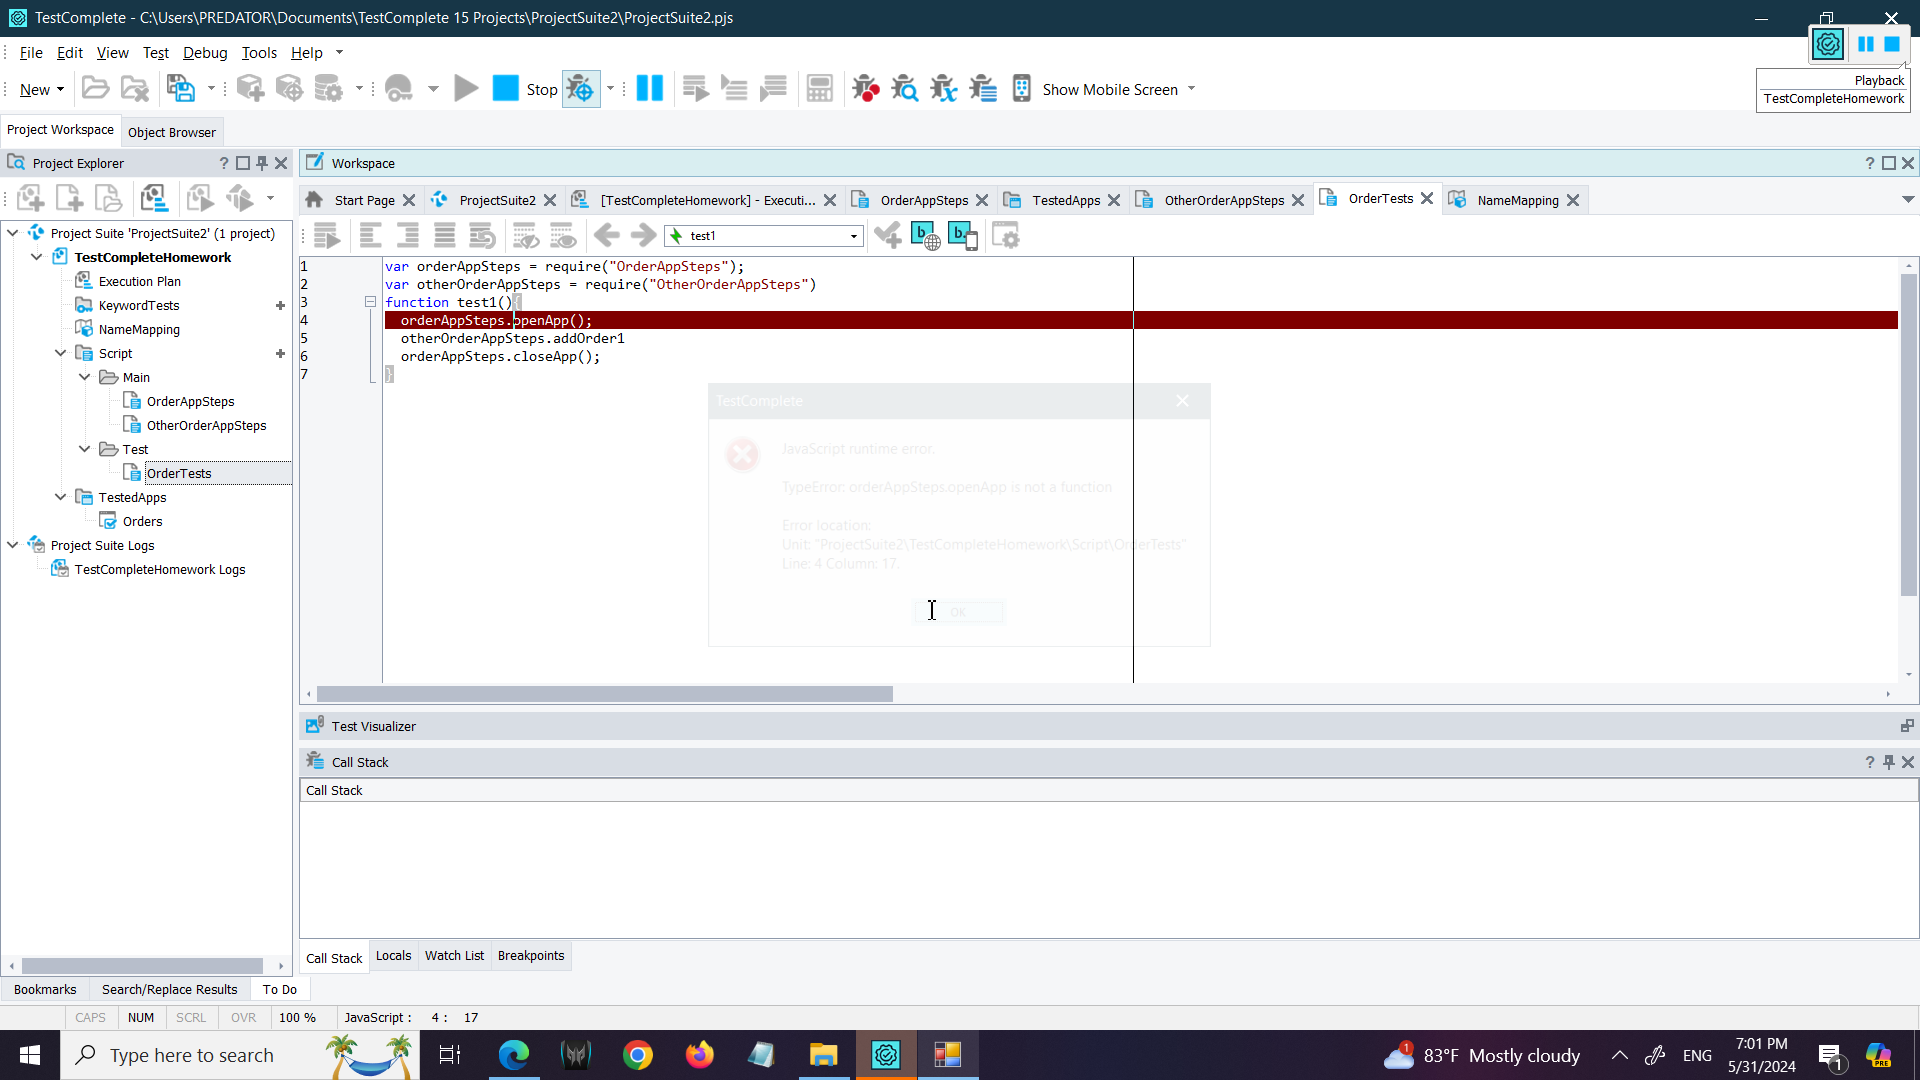 TestComplete - C:\Users\PREDATOR\Documents\TestComplete 15 Projects\ProjectSuite2\ProjectSuite2.pjs
File Edit View Test Debug Tools Help
New Stop Show Mobile Screen
Playback
TestCompleteHomework
Project Workspace Object Browser
Project Explorer ?
Workspace ?
Start Page ProjectSuite2 [TestCompleteHomework] - Executi... OrderAppSteps TestedApps OtherOrderAppSteps OrderTests NameMapping
test1
Project Suite 'ProjectSuite2' (1 project)
TestCompleteHomework
Execution Plan
KeywordTests
NameMapping
Script
Main
OrderAppSteps
OtherOrderAppSteps
Test
OrderTests
TestedApps
Orders
Project Suite Logs
TestCompleteHomework Logs
1 var orderAppSteps = require("OrderAppSteps");
2 var otherOrderAppSteps = require("OtherOrderAppSteps")
3 function test1(){
4 orderAppSteps.openApp();
5 otherOrderAppSteps.addOrder1
6 orderAppSteps.closeApp();
7 }
TestComplete
JavaScript runtime error.
TypeError: orderAppSteps.openApp is not a function
Error location:
Unit: "ProjectSuite2\TestCompleteHomework\Script\OrderTests"
Line: 4 Column: 17.
OK
Test Visualizer
Call Stack ?
Call Stack
Call Stack Locals Watch List Breakpoints
Bookmarks Search/Replace Results To Do
CAPS NUM SCRL OVR 100 % JavaScript : 4 : 17
Type here to search
1 83°F Mostly cloudy ENG
7:01 PM
5/31/2024
1
PRE